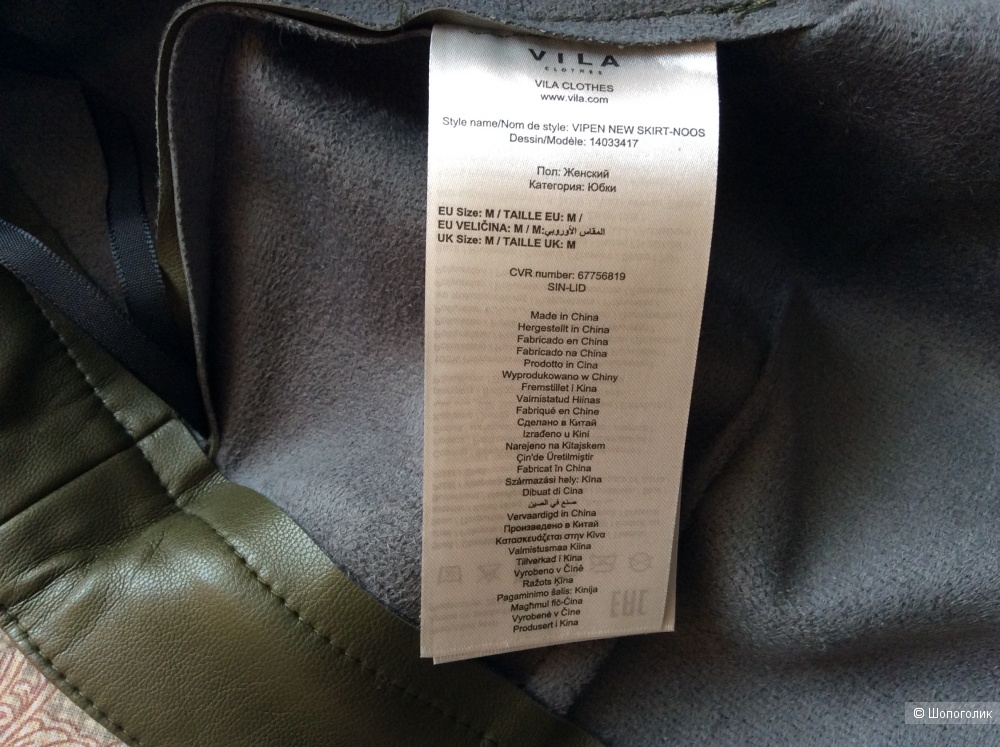 VILA
CLOTHES
VILA CLOTHES
www.vila.com
Style name/Nom de style: VIPEN NEW SKIRT-NOOS
Dessin/Modèle: 14033417
Пол: Женский
Категория: Юбки
EU Size: M / TAILLE EU: M /
EU VELIČINA: M / M:المقاس الأوروبي
UK Size: M / TAILLE UK: M
CVR number: 67756819
SIN-LID
Made in China
Hergestellt in China
Fabricado en China
Fabricado na China
Prodotto in Cina
Wyprodukowano w Chiny
Fremstillet i Kina
Vaimistatud Hiinas
Fabriqué en Chine
Сделано в Китай
Izrađeno u Kini
Narejeno na Kitajskem
Çin'de Üretilmiştir
Fabricat în China
Származási hely: Kína
Dibuat di Cina
صنع في الصين
Vervaardigd in China
Произведено в Китай
Κατασκευάζεται στην Κίνα
Valmistusmaa Kiina
Tillverkad i Kina
Vyrobeno v Číně
Ražots Ķīna
Pagaminimo šalis: Kinija
Magħmul fiċ-Ċina
Vyrobené v Číne
Produsert i Kina
EAC
© Шопоголик